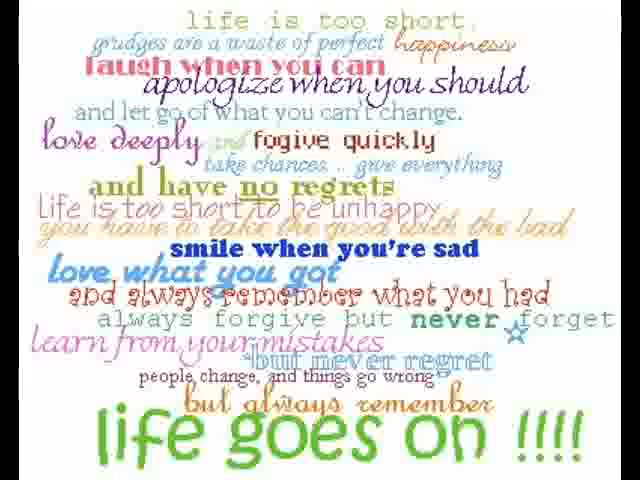 life is too short
grudges are a waste of perfect happiness
laugh when you can
apologize when you should
and let go of what you can't change.
love deeply and fogive quickly
take chances .. give everything
and have no regrets
Life is too short to be unhappy
you have to take the good with the bad
smile when you're sad
love what you got
and always remember what you had
always forgive but never forget
learn from your mistakes
but never regret
people change, and things go wrong
but always remember
life goes on !!!!